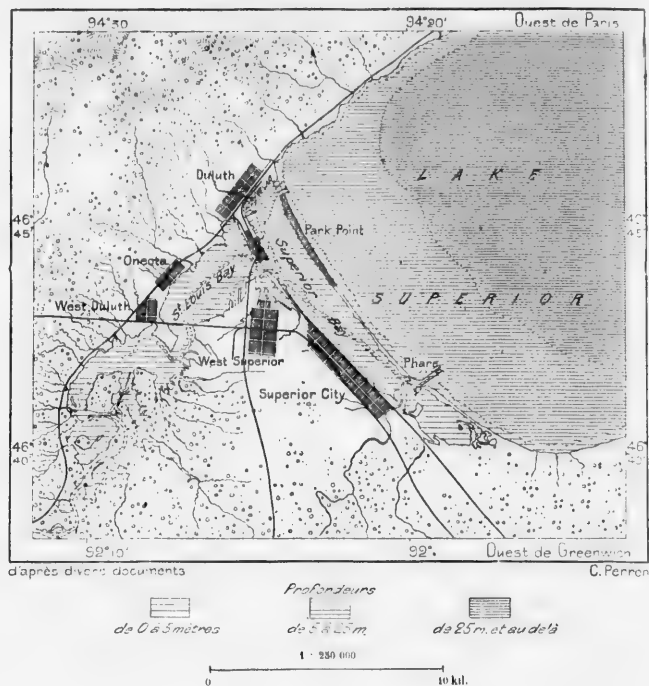 94°30' 94°20' Ouest de Paris
LAKE
Duluth
46° 45' 46° 45'
Park Point
Oneota
Superior Bay
St Louis Bay
SUPERIOR
West Duluth
West Superior
Phare
Superior City
46° 40' 46° 40'
92°10' 92° Ouest de Greenwich
d'après divers documents C. Perron
Profondeurs
de 0 à 5 mètres de 5 à 25 m. de 25 m. et au delà
1 : 250 000
0 10 kil.